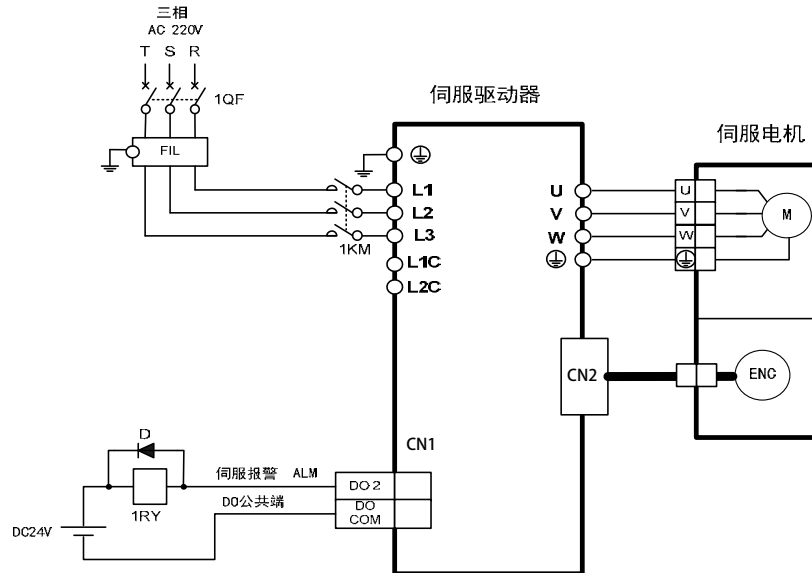 三相
AC 220V
T S R
1QF
FIL
伺服驱动器
伺服电机
L1
L2
L3
1KM
L1C
L2C
U
V
W
U
V
W
M
CN2
ENC
CN1
D
1RY
伺服报警 ALM
DO公共端
DO 2
DO
COM
DC24V